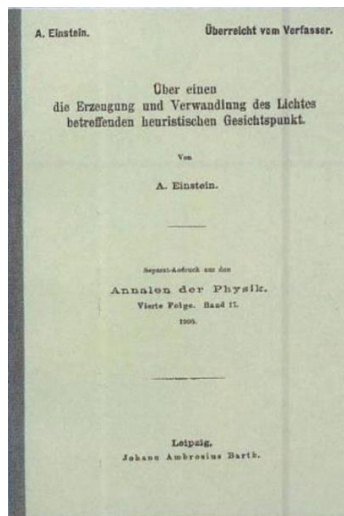 A. Einstein.
Überreicht vom Verfasser.
Über einen
die Erzeugung und Verwandlung des Lichtes
betreffenden heuristischen Gesichtspunkt.
Von
A. Einstein.
Separat-Abdruck aus den
Annalen der Physik.
Vierte Folge. Band 17.
1905.
Leipzig,
Johann Ambrosius Barth.